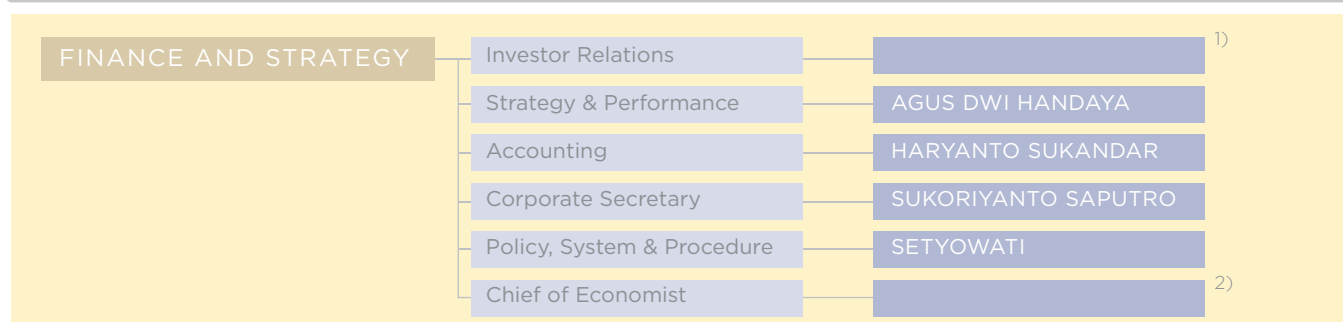 FINANCE AND STRATEGY
Investor Relations
1)
Strategy & Performance
AGUS DWI HANDAYA
Accounting
HARYANTO SUKANDAR
Corporate Secretary
SUKORIYANTO SAPUTRO
Policy, System & Procedure
SETYOWATI
Chief of Economist
2)